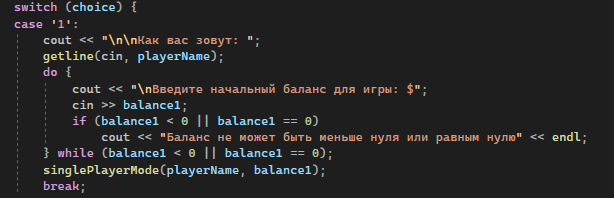 switch (choice) {
case '1':
cout << "\n\nКак вас зовут: ";
getline(cin, playerName);
do {
cout << "\nВведите начальный баланс для игры: $";
cin >> balance1;
if (balance1 < 0 || balance1 == 0)
cout << "Баланс не может быть меньше нуля или равным нулю" << endl;
} while (balance1 < 0 || balance1 == 0);
singlePlayerMode(playerName, balance1);
break;